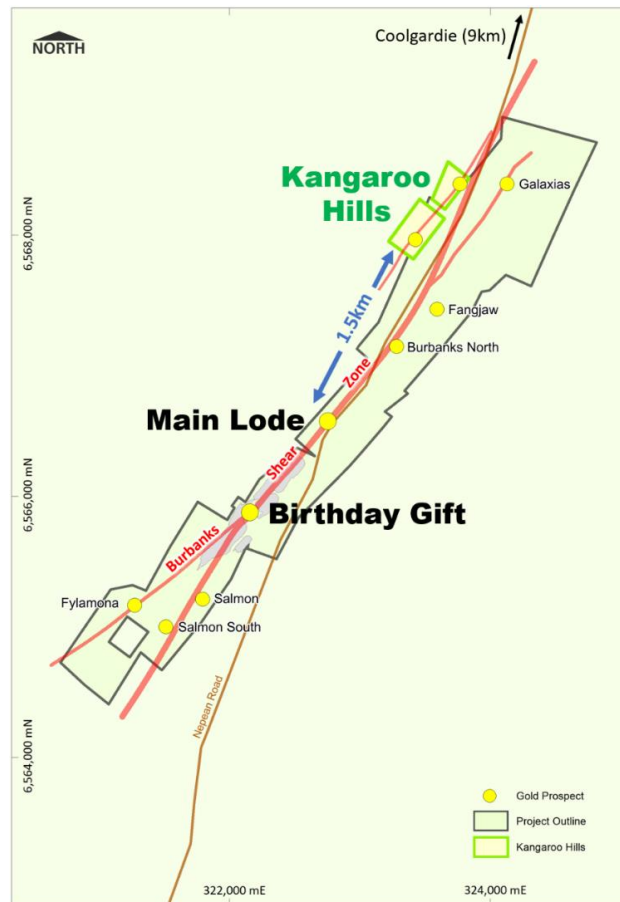 Coolgardie (9km)
NORTH
Kangaroo
Hills
Galaxias
6,568,000 mN
1.5km
Fangjaw
Burbanks North
Zone
Main Lode
Shear
6,566,000 mN
Birthday Gift
Burbanks
Fylamona
Salmon
Salmon South
Nepean Road
6,564,000 mN
Gold Prospect
Project Outline
Kangaroo Hills
322,000 mE
324,000 mE